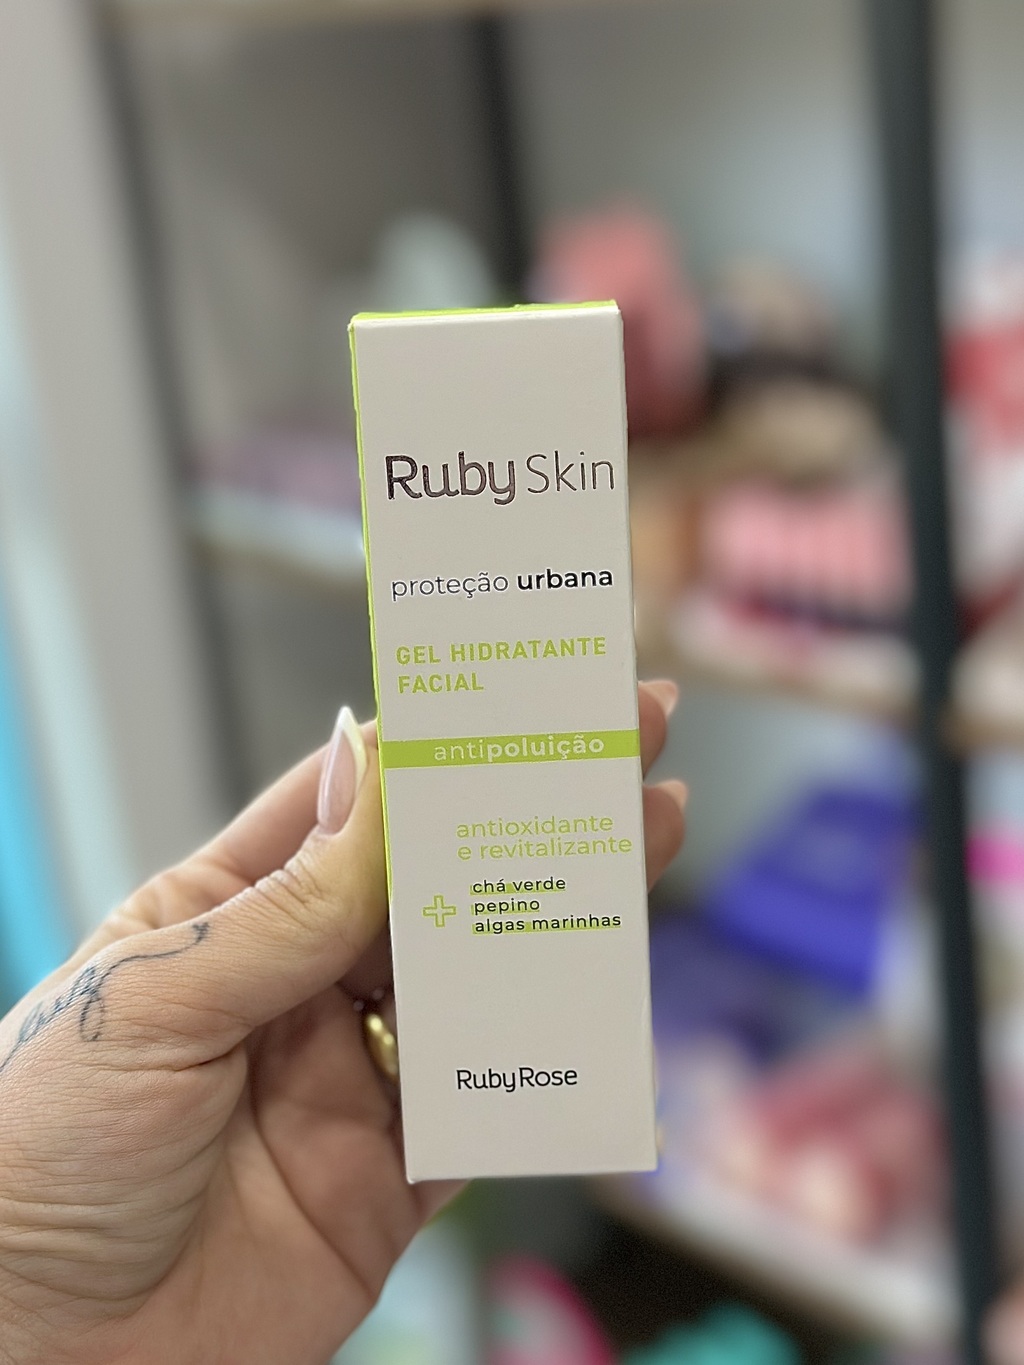 Ruby Skin
proteção urbana
GEL HIDRATANTE
FACIAL
antipoluição
antioxidante
e revitalizante
chá verde
pepino
algas marinhas
RubyRose